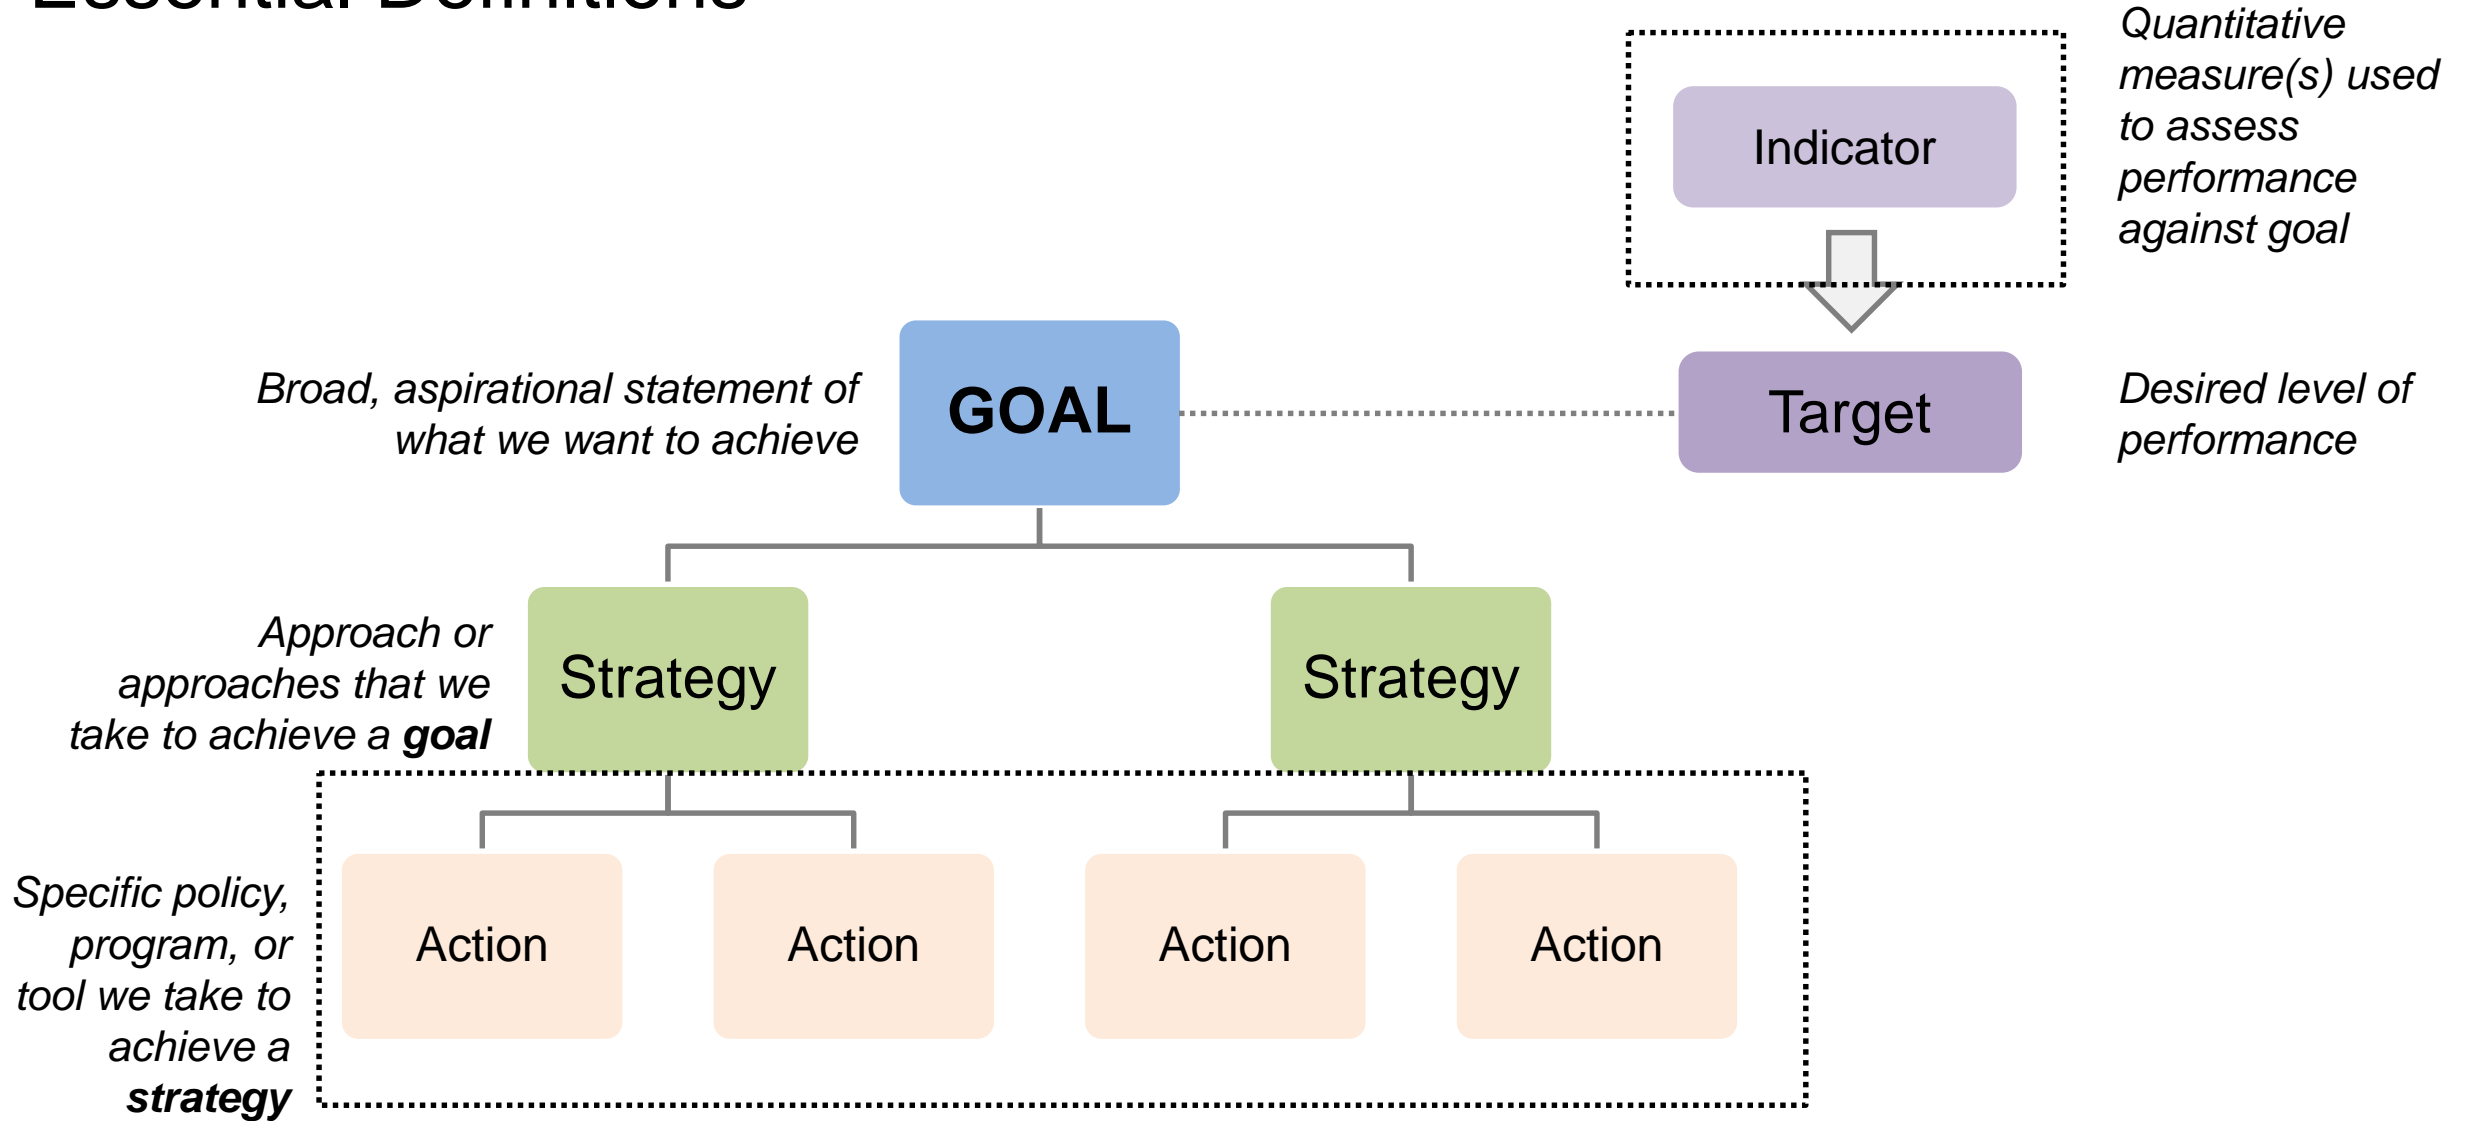 Essential Definitions
Quantitative
measure(s) used
to assess
performance
against goal
Indicator
Broad, aspirational statement of
what we want to achieve
GOAL
Target
Desired level of
performance
Approach or
approaches that we
take to achieve a goal
Strategy
Strategy
Specific policy,
program, or
tool we take to
achieve a
strategy
Action
Action
Action
Action